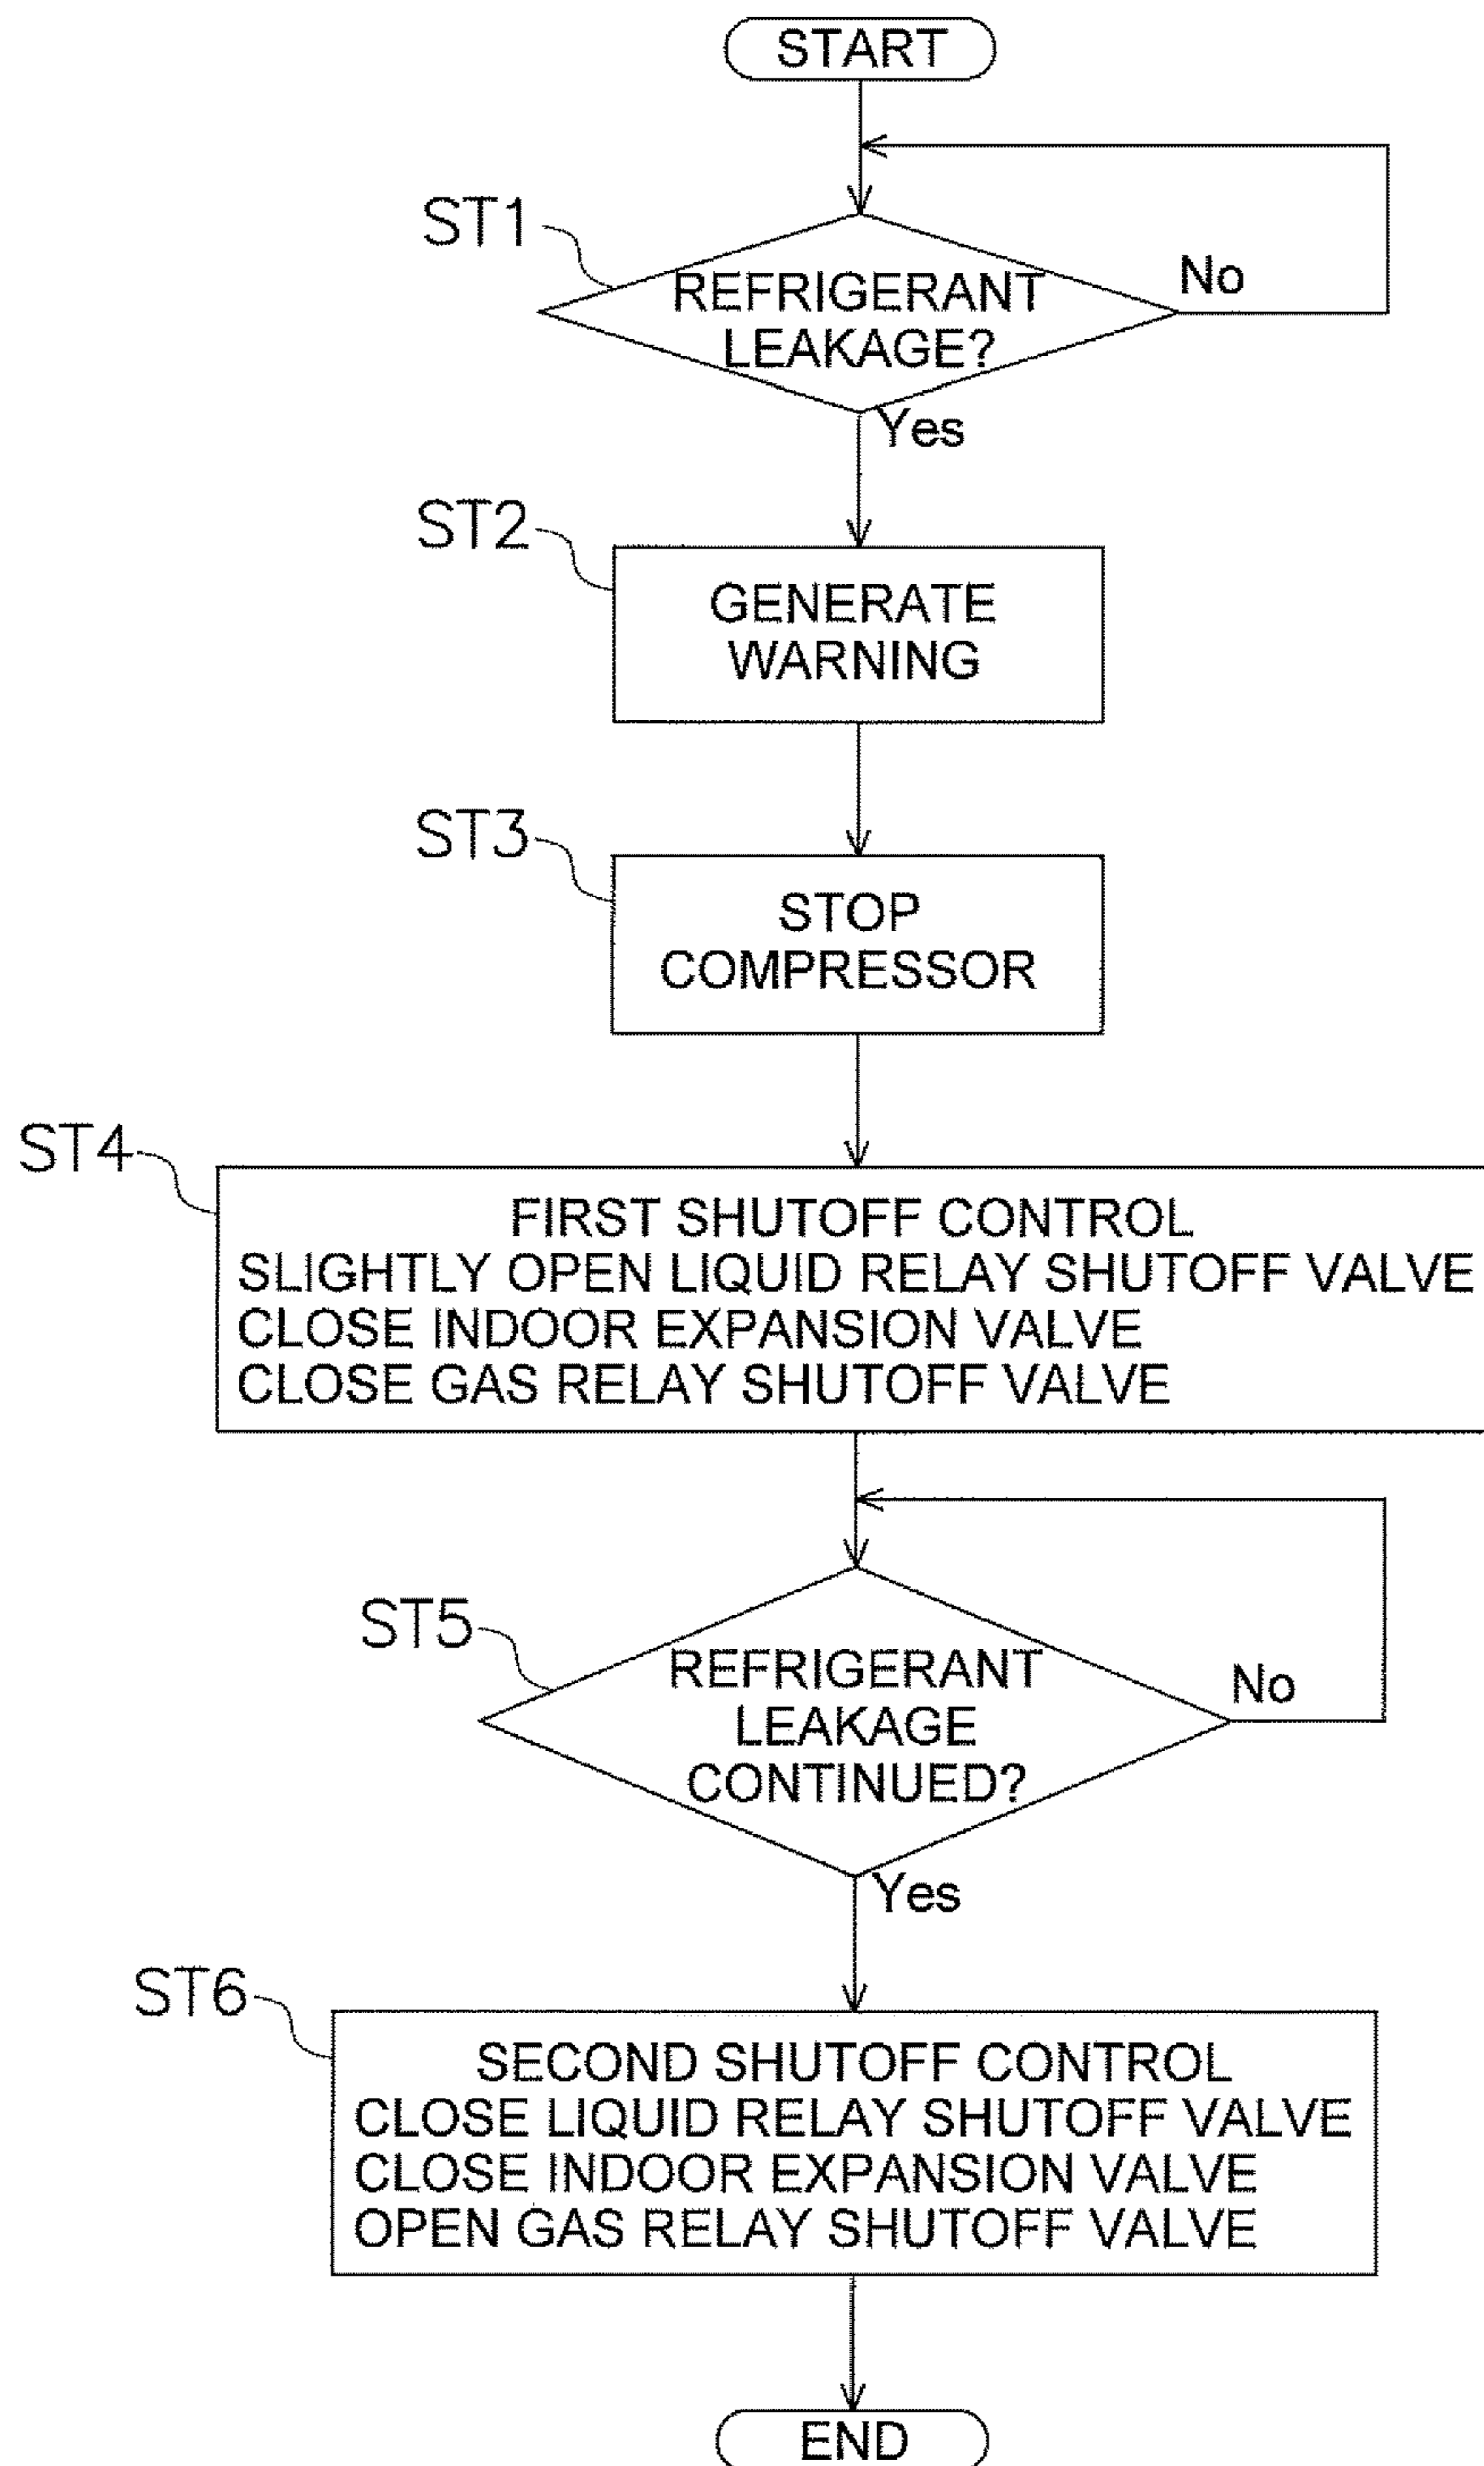 START
ST1
REFRIGERANT
LEAKAGE?
No
Yes
ST2
GENERATE
WARNING
ST3
STOP
COMPRESSOR
ST4
FIRST SHUTOFF CONTROL
SLIGHTLY OPEN LIQUID RELAY SHUTOFF VALVE
CLOSE INDOOR EXPANSION VALVE
CLOSE GAS RELAY SHUTOFF VALVE
ST5
REFRIGERANT
LEAKAGE
CONTINUED?
No
Yes
ST6
SECOND SHUTOFF CONTROL
CLOSE LIQUID RELAY SHUTOFF VALVE
CLOSE INDOOR EXPANSION VALVE
OPEN GAS RELAY SHUTOFF VALVE
END